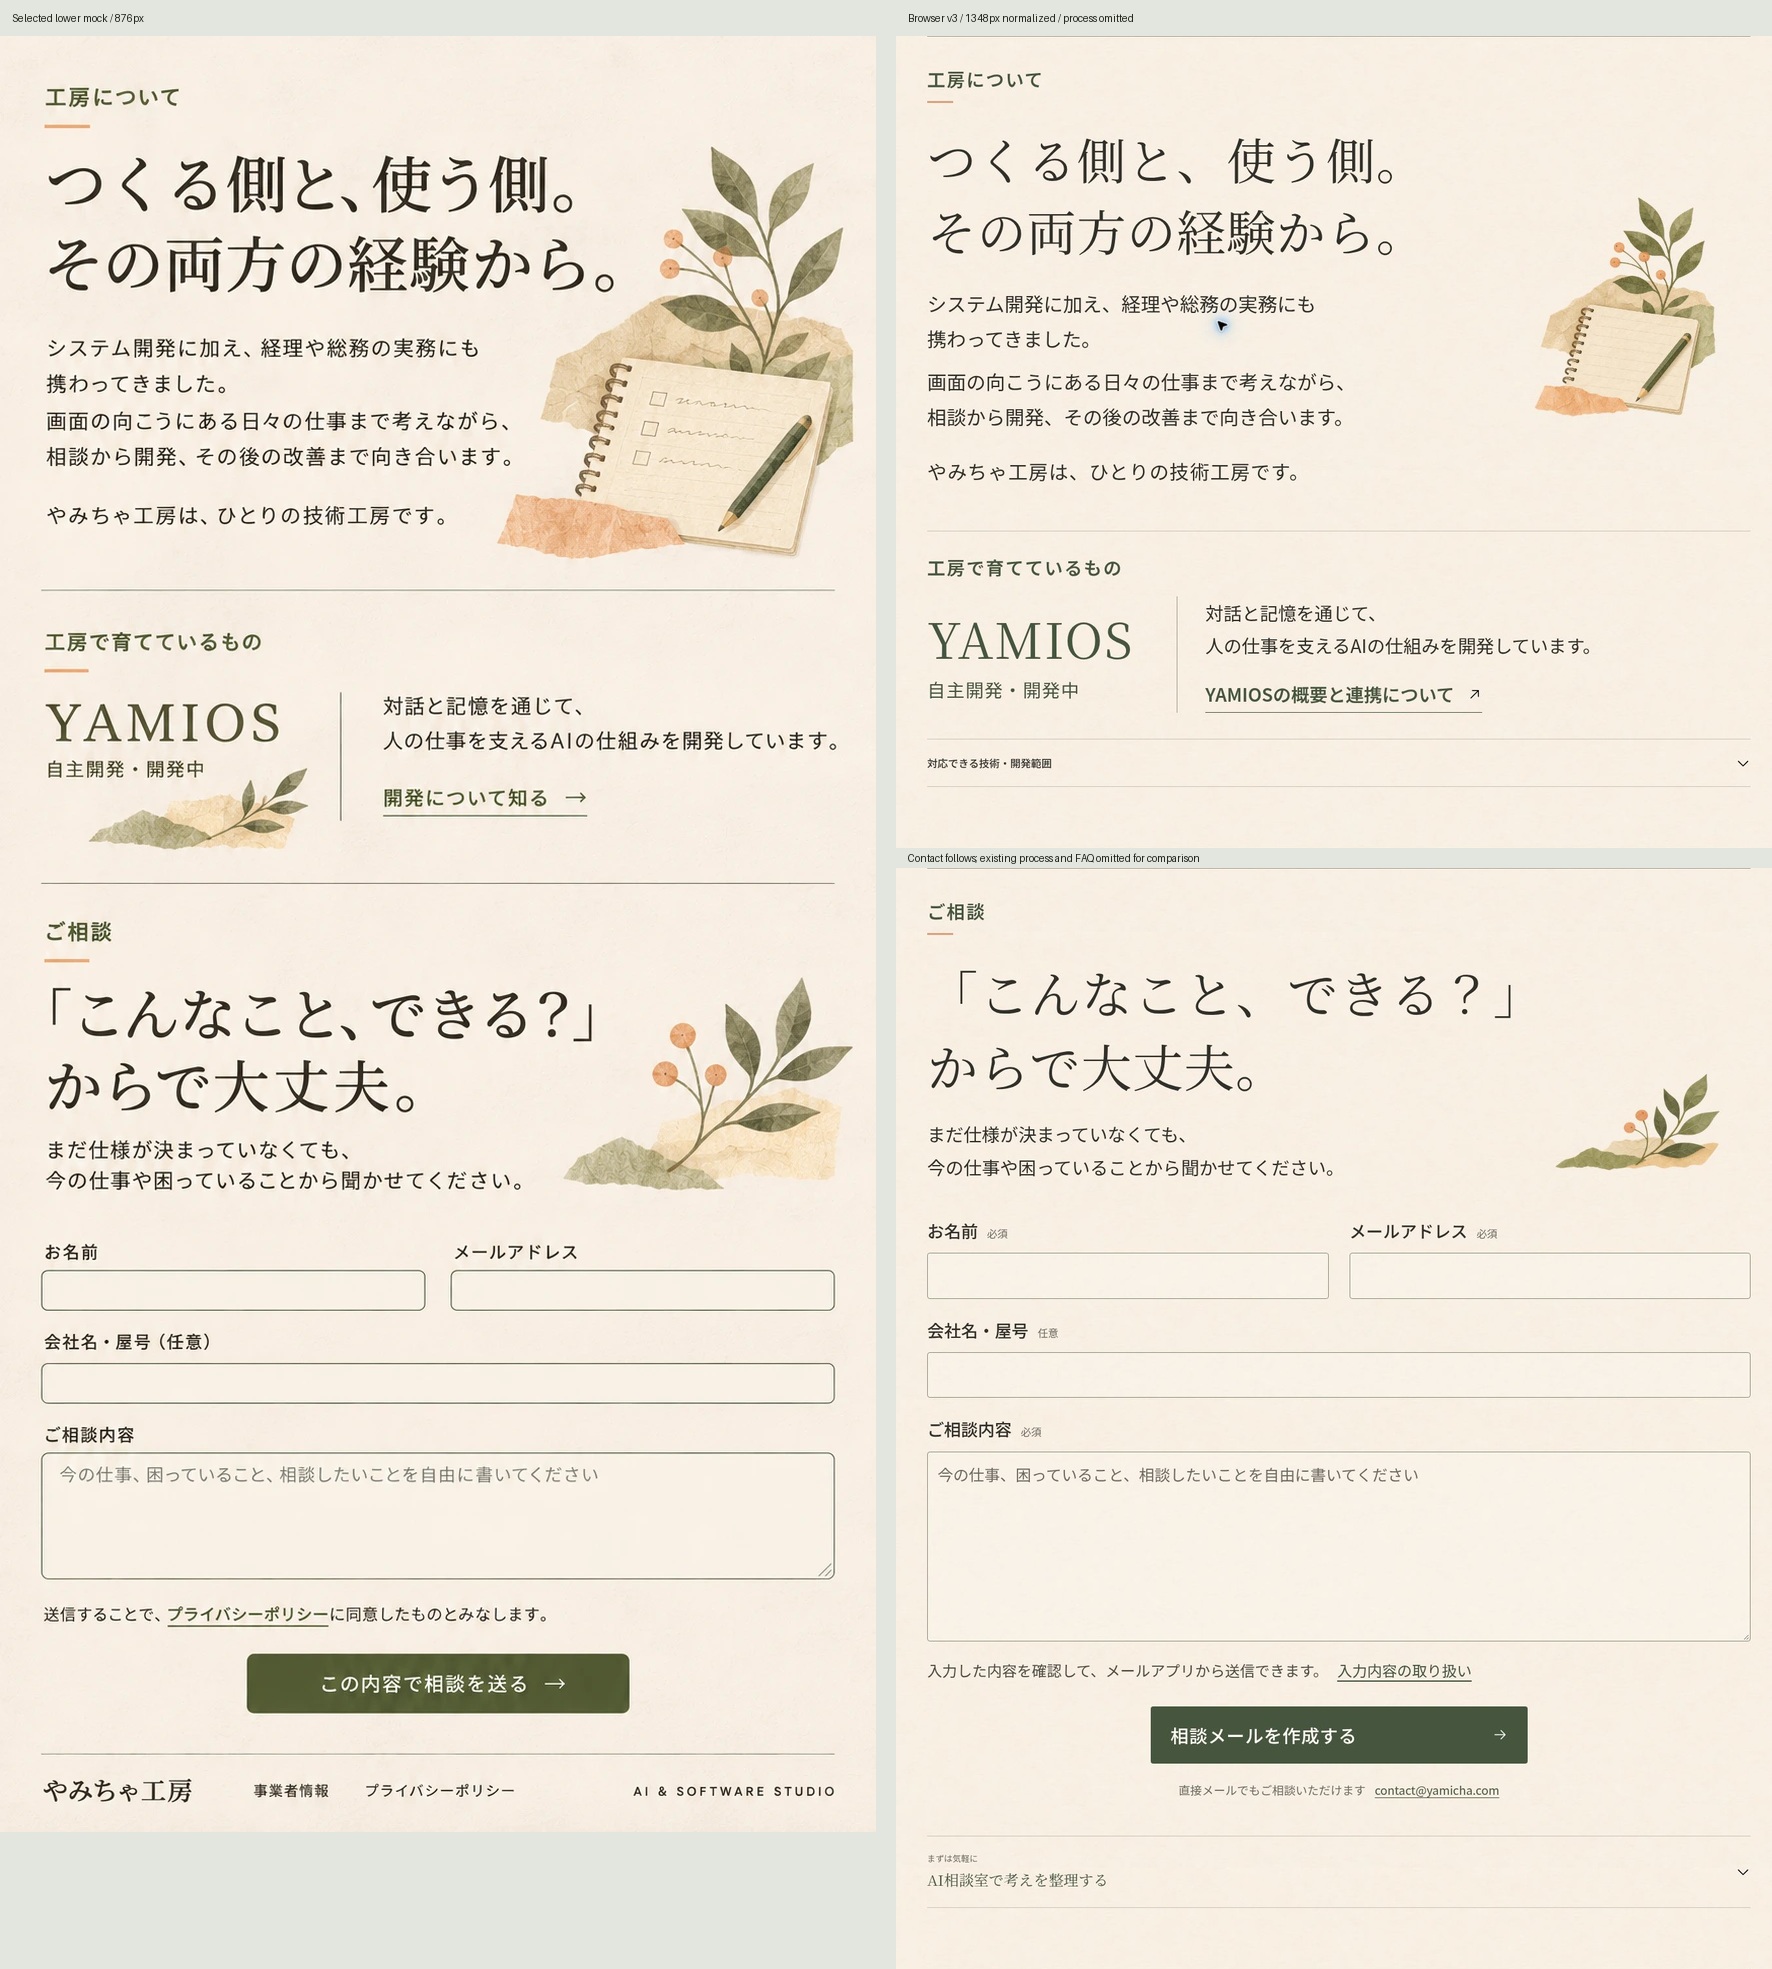 Selected lower mock / 876px
工房について
つくる側と、使う側。
その両方の経験から。
システム開発に加え、経理や総務の実務にも
携わってきました。
画面の向こうにある日々の仕事まで考えながら、
相談から開発、その後の改善まで向き合います。
やみちゃ工房は、ひとりの技術工房です。
工房で育てているもの
YAMIOS
自主開発・開発中
対話と記憶を通じて、
人の仕事を支えるAIの仕組みを開発しています。
開発について知る →
ご相談
「こんなこと、できる?」
からで大丈夫。
まだ仕様が決まっていなくても、
今の仕事や困っていることから聞かせてください。
お名前
メールアドレス
会社名・屋号（任意）
ご相談内容
今の仕事、困っていること、相談したいことを自由に書いてください
送信することで、プライバシーポリシーに同意したものとみなします。
この内容で相談を送る →
やみちゃ工房
事業者情報
プライバシーポリシー
AI & SOFTWARE STUDIO
Browser v3 / 1348px normalized / process omitted
工房について
つくる側と、使う側。
その両方の経験から。
システム開発に加え、経理や総務の実務にも
携わってきました。
画面の向こうにある日々の仕事まで考えながら、
相談から開発、その後の改善まで向き合います。
やみちゃ工房は、ひとりの技術工房です。
工房で育てているもの
YAMIOS
自主開発・開発中
対話と記憶を通じて、
人の仕事を支えるAIの仕組みを開発しています。
YAMIOSの概要と連携について ↗
対応できる技術・開発範囲
Contact follows; existing process and FAQ omitted for comparison
ご相談
「こんなこと、できる？」
からで大丈夫。
まだ仕様が決まっていなくても、
今の仕事や困っていることから聞かせてください。
お名前 必須
メールアドレス 必須
会社名・屋号 任意
ご相談内容 必須
今の仕事、困っていること、相談したいことを自由に書いてください
入力した内容を確認して、メールアプリから送信できます。 入力内容の取り扱い
相談メールを作成する →
直接メールでもご相談いただけます contact@yamicha.com
まずは気軽に
AI相談室で考えを整理する